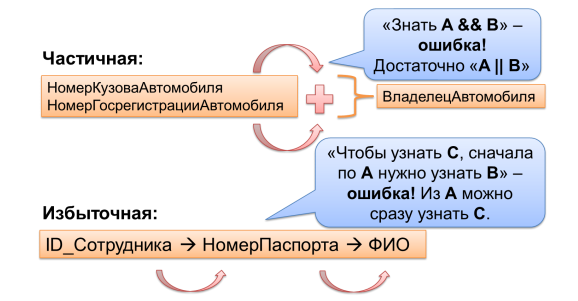 «Знать A && B» –
ошибка!
Достаточно «A || B»
Частичная:
НомерКузоваАвтомобиля
НомерГосрегистрацииАвтомобиля
ВладелецАвтомобиля
«Чтобы узнать C, сначала
по A нужно узнать B» –
ошибка! Из A можно
сразу узнать C.
Избыточная:
ID_Сотрудника → НомерПаспорта → ФИО